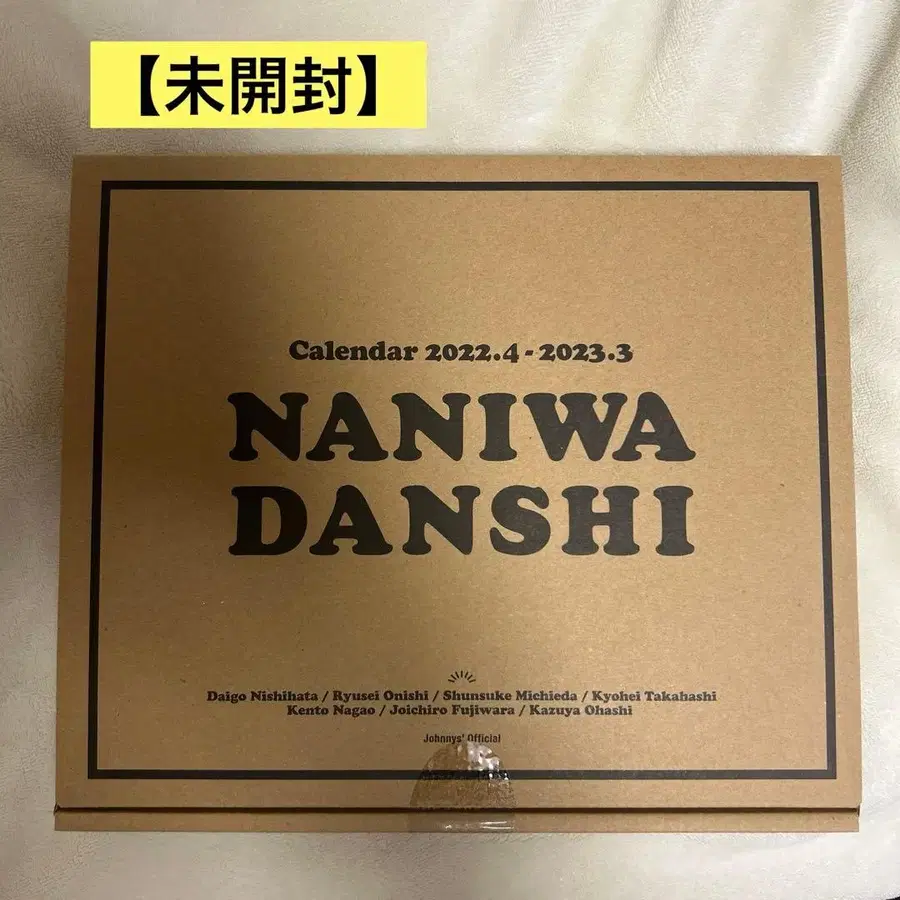 【未開封】
Calendar 2022.4-2023.3
NANIWA
DANSHI
Daigo Nishihata / Ryusei Onishi / Shunsuke Michieda / Kyohei Takahashi
Kento Nagao / Joichiro Fujiwara / Kazuya Ohashi
Johnnys' Official